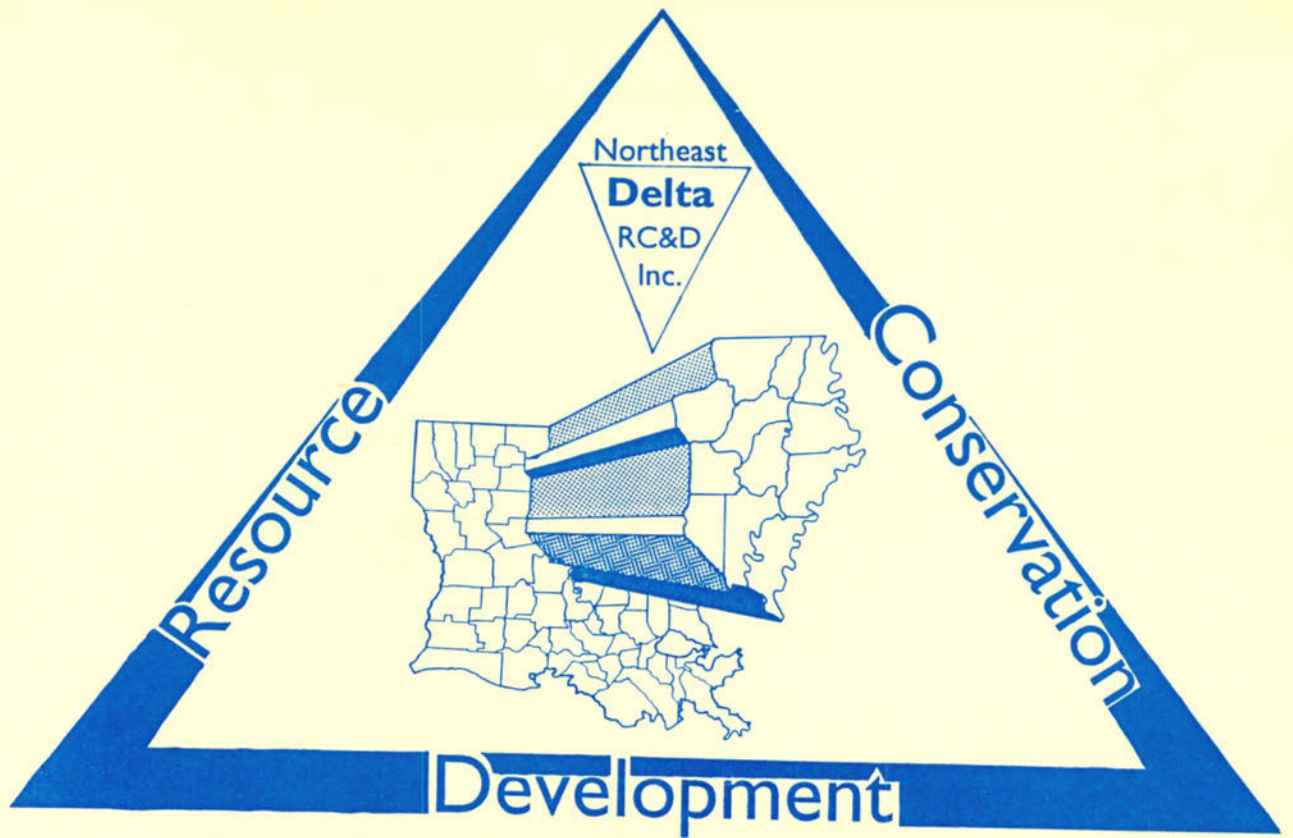 Northeast
Delta
RC&D
Inc.
Resource
Conservation
Development